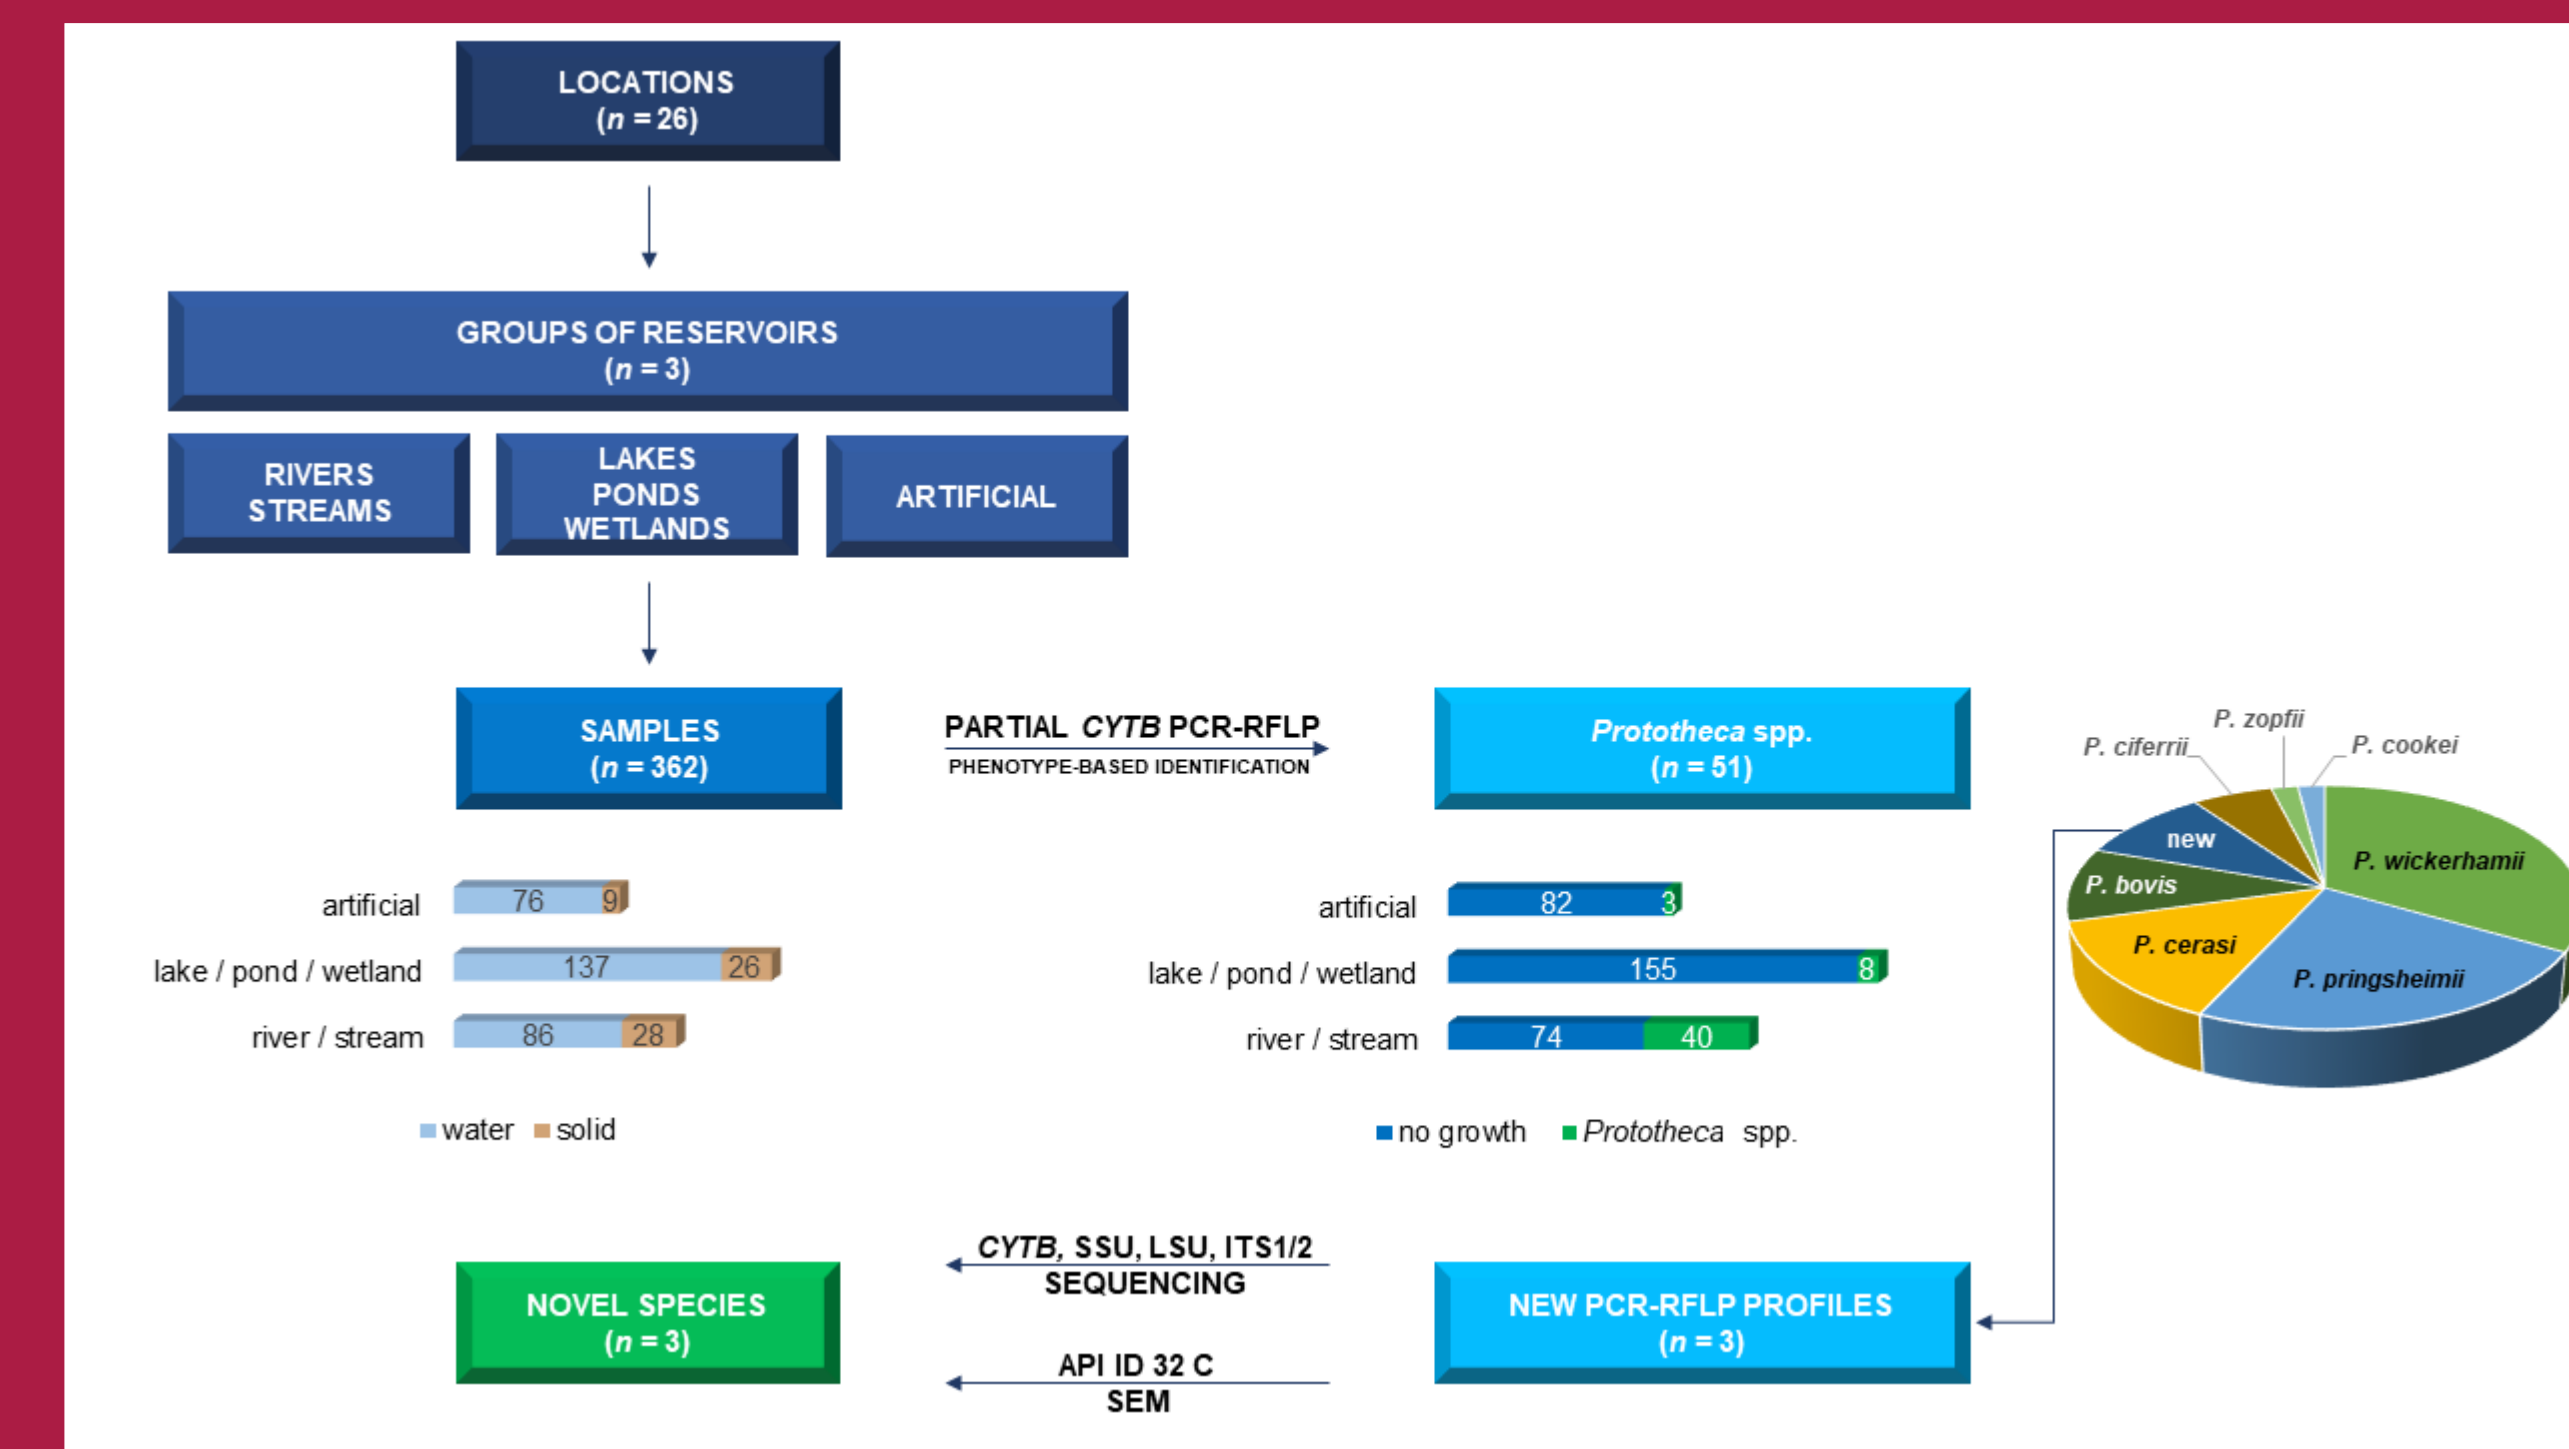 LOCATIONS
(n = 26)
GROUPS OF RESERVOIRS
(n = 3)
RIVERS
STREAMS
LAKES
PONDS
WETLANDS
ARTIFICIAL
SAMPLES
(n = 362)
PARTIAL CYTB PCR-RFLP
PHENOTYPE-BASED IDENTIFICATION
Prototheca spp.
(n = 51)
artificial
76
9
lake / pond / wetland
137
26
river / stream
86
28
water
solid
artificial
82
3
lake / pond / wetland
155
8
river / stream
74
40
no growth
Prototheca spp.
P. zopfii
P. ciferrii
P. cookei
new
P. wickerhamii
P. bovis
P. cerasi
P. pringsheimii
CYTB, SSU, LSU, ITS1/2
SEQUENCING
API ID 32 C
SEM
NOVEL SPECIES
(n = 3)
NEW PCR-RFLP PROFILES
(n = 3)